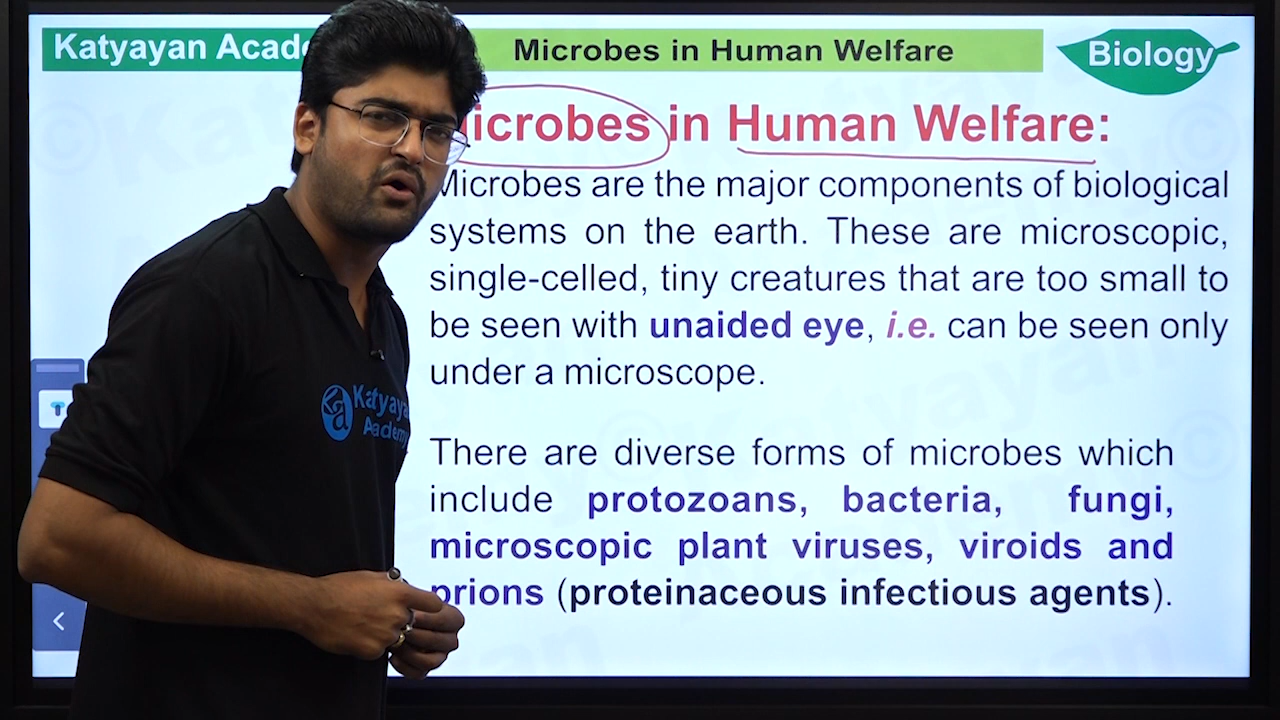 Katyayan Acade
Microbes in Human Welfare
Biology
Microbes in Human Welfare:
Microbes are the major components of biological
systems on the earth. These are microscopic,
single-celled, tiny creatures that are too small to
be seen with unaided eye, i.e. can be seen only
under a microscope.
There are diverse forms of microbes which
include protozoans, bacteria, fungi,
microscopic plant viruses, viroids and
prions (proteinaceous infectious agents).
Ka
Katyayan
Academy